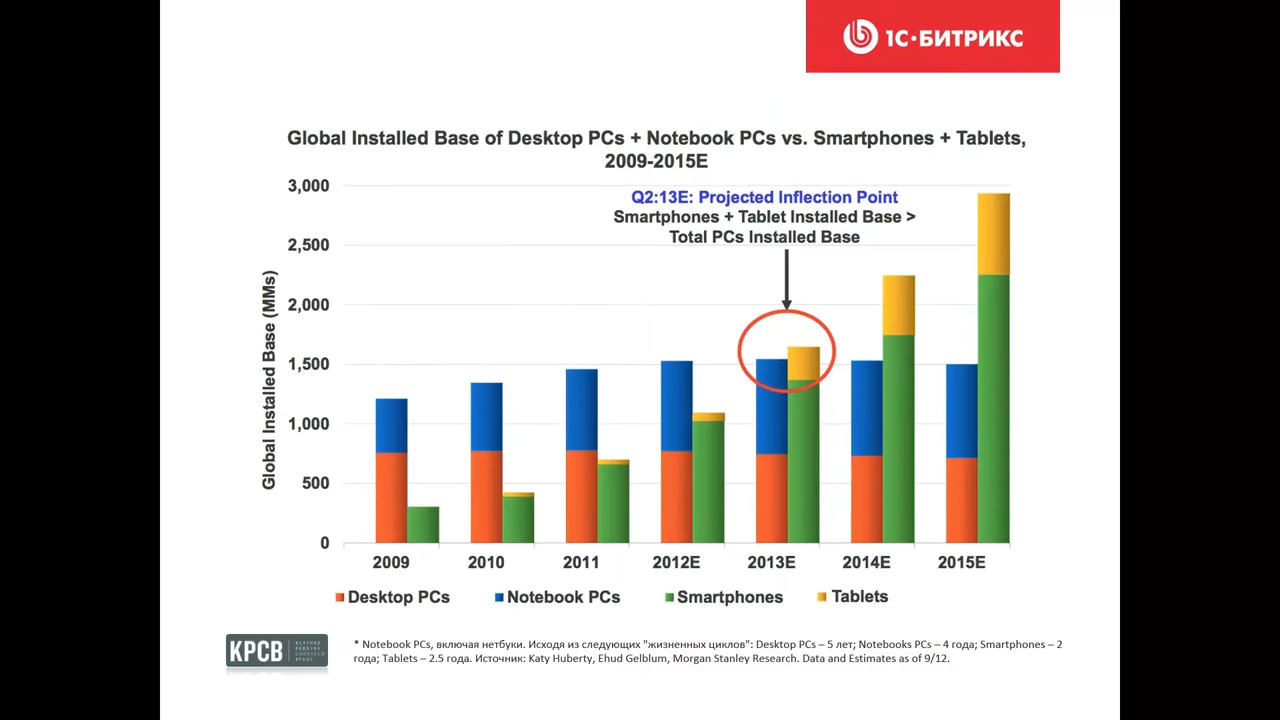 1С•БИТРИКС
Global Installed Base of Desktop PCs + Notebook PCs vs. Smartphones + Tablets,
2009-2015E
Q2:13E: Projected Inflection Point
Smartphones + Tablet Installed Base >
Total PCs Installed Base
Global Installed Base (MMs)
3,000
2,500
2,000
1,500
1,000
500
0
2009
2010
2011
2012E
2013E
2014E
2015E
Desktop PCs
Notebook PCs
Smartphones
Tablets
KPCB
KLEINER
PERKINS
CAUFIELD
BYERS
* Notebook PCs, включая нетбуки. Исходя из следующих "жизненных циклов": Desktop PCs – 5 лет; Notebooks PCs – 4 года; Smartphones – 2
года; Tablets – 2.5 года. Источник: Katy Huberty, Ehud Gelblum, Morgan Stanley Research. Data and Estimates as of 9/12.